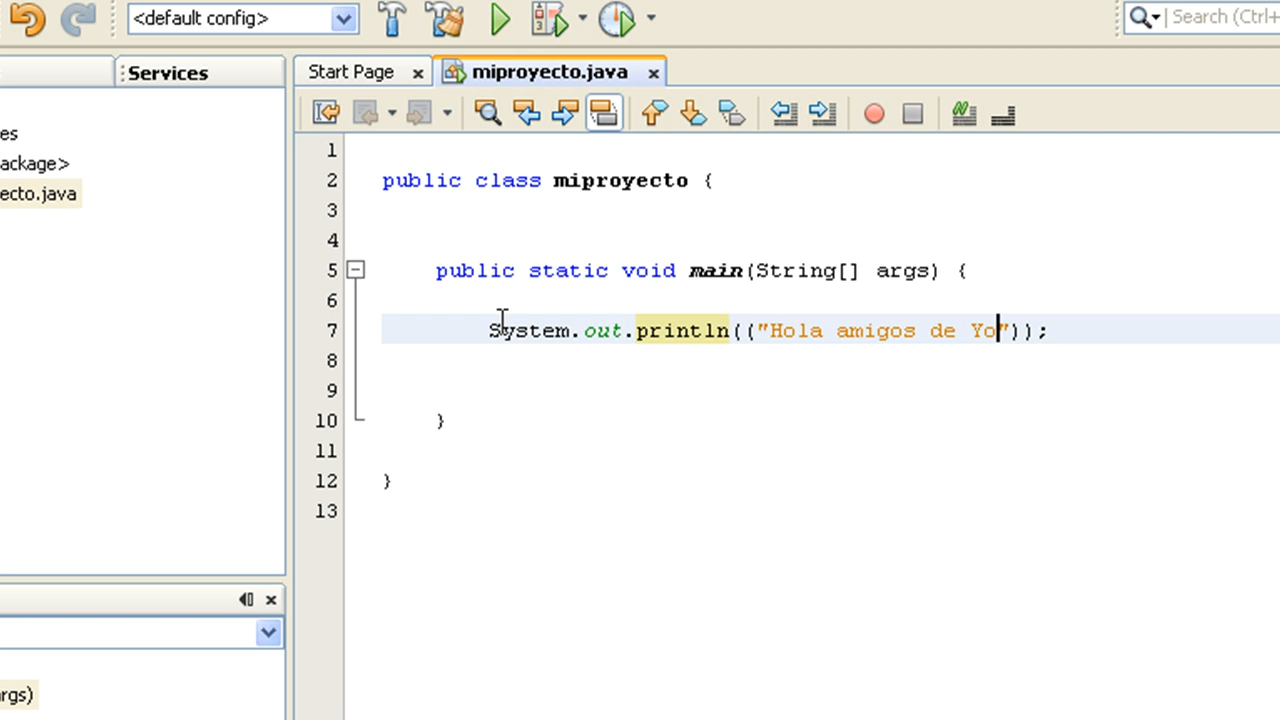 <default config>
Search (Ctrl+
Services
Start Page
miproyecto.java
es
ackage>
ecto.java
1
2 public class miproyecto {
3
4
5 public static void main(String[] args) {
6
7 System.out.println(("Hola amigos de Yo"));
8
9
10 }
11
12 }
13
rgs)